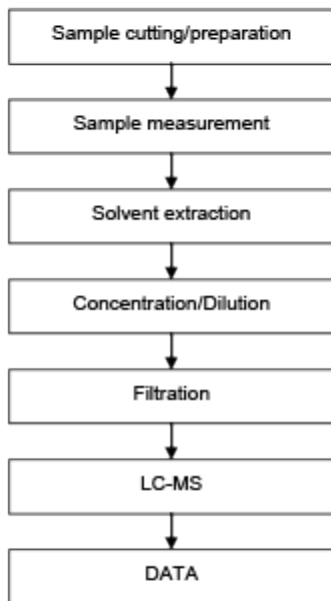 Sample cutting/preparation
Sample measurement
Solvent extraction
Concentration/Dilution
Filtration
LC-MS
DATA